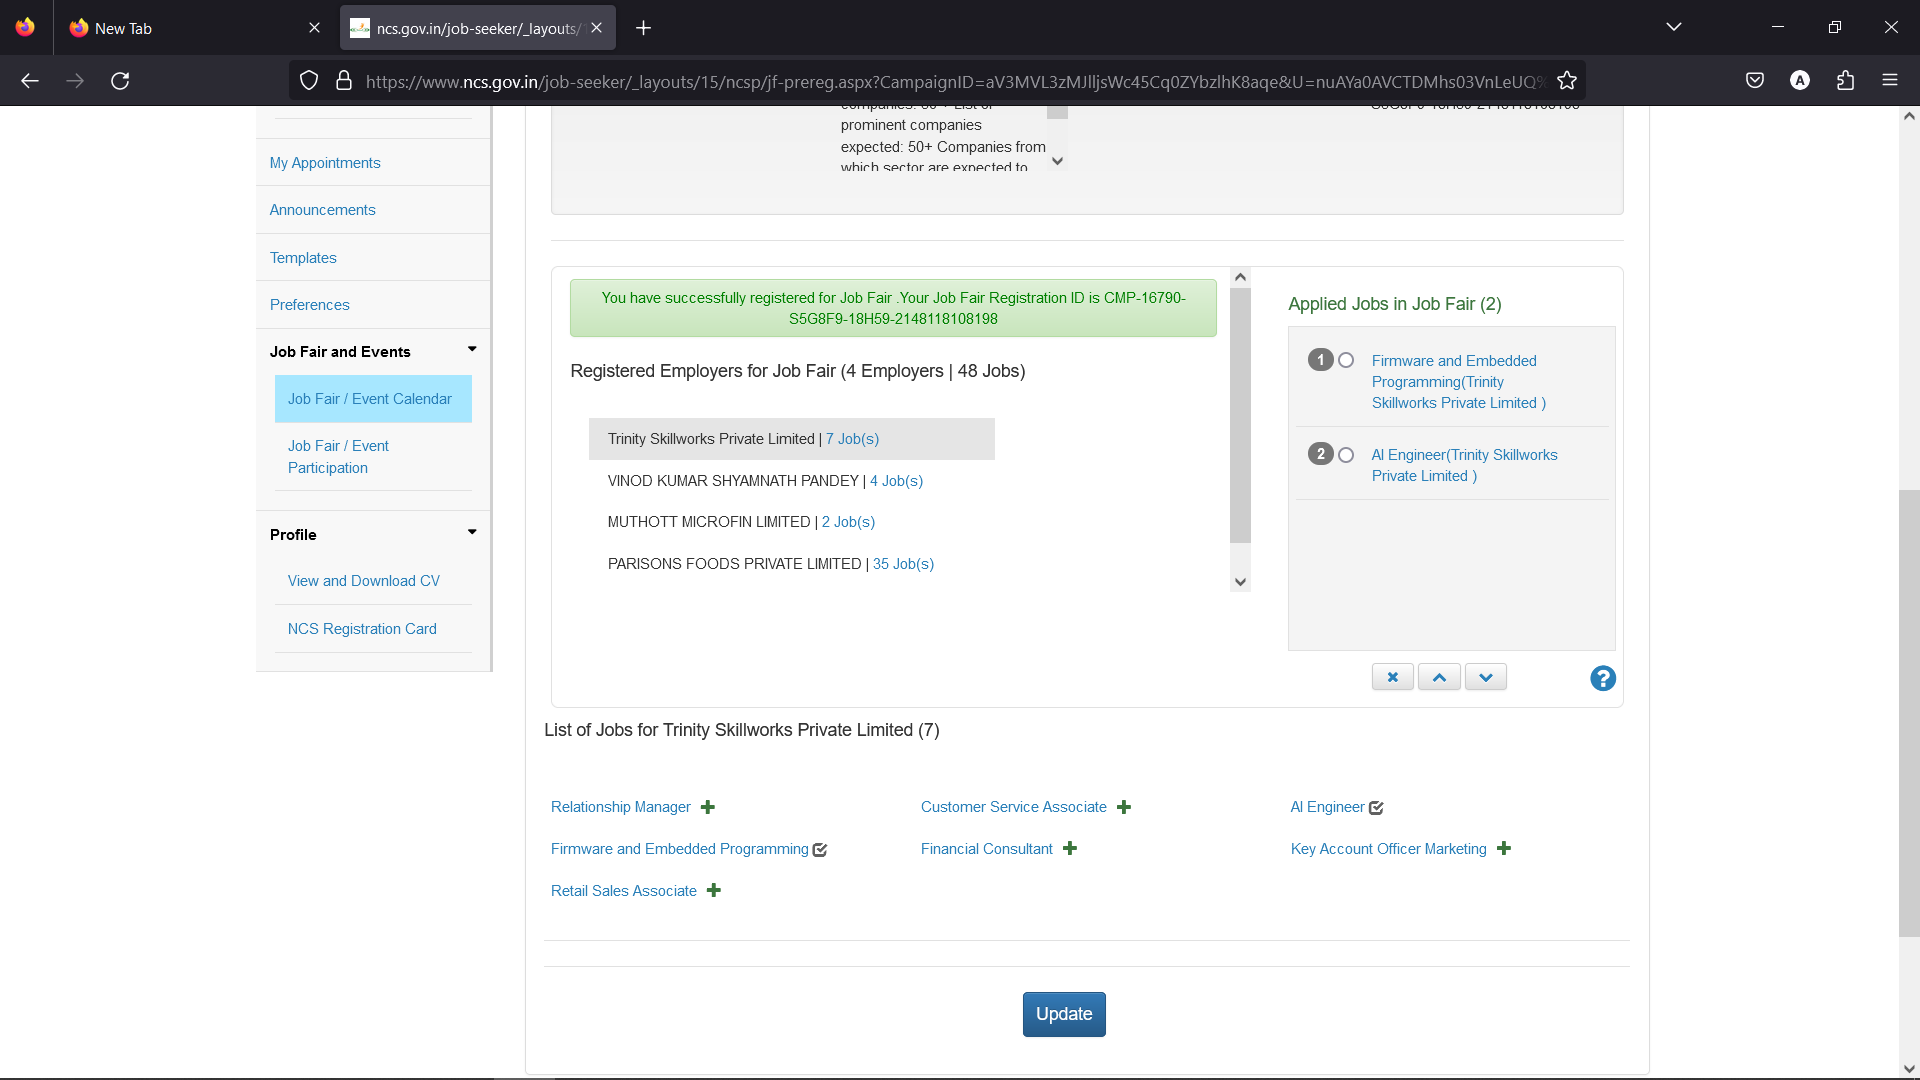 New Tab
ncs.gov.in/job-seeker/_layouts/
https://www.ncs.gov.in/job-seeker/_layouts/15/ncsp/jf-prereg.aspx?CampaignID=aV3MVL3zMJlljsWc45Cq0ZYbzlhK8aqe&U=nuAYa0AVCTDMhs03VnLeUQ%
A
My Appointments
Announcements
Templates
Preferences
Job Fair and Events
Job Fair / Event Calendar
Job Fair / Event
Participation
Profile
View and Download CV
NCS Registration Card
prominent companies
expected: 50+ Companies from
which sector are expected to
You have successfully registered for Job Fair .Your Job Fair Registration ID is CMP-16790-
S5G8F9-18H59-2148118108198
Registered Employers for Job Fair (4 Employers | 48 Jobs)
Trinity Skillworks Private Limited | 7 Job(s)
VINOD KUMAR SHYAMNATH PANDEY | 4 Job(s)
MUTHOTT MICROFIN LIMITED | 2 Job(s)
PARISONS FOODS PRIVATE LIMITED | 35 Job(s)
Applied Jobs in Job Fair (2)
1 Firmware and Embedded
Programming(Trinity
Skillworks Private Limited )
2 AI Engineer(Trinity Skillworks
Private Limited )
?
List of Jobs for Trinity Skillworks Private Limited (7)
Relationship Manager
Customer Service Associate
AI Engineer
Firmware and Embedded Programming
Financial Consultant
Key Account Officer Marketing
Retail Sales Associate
Update